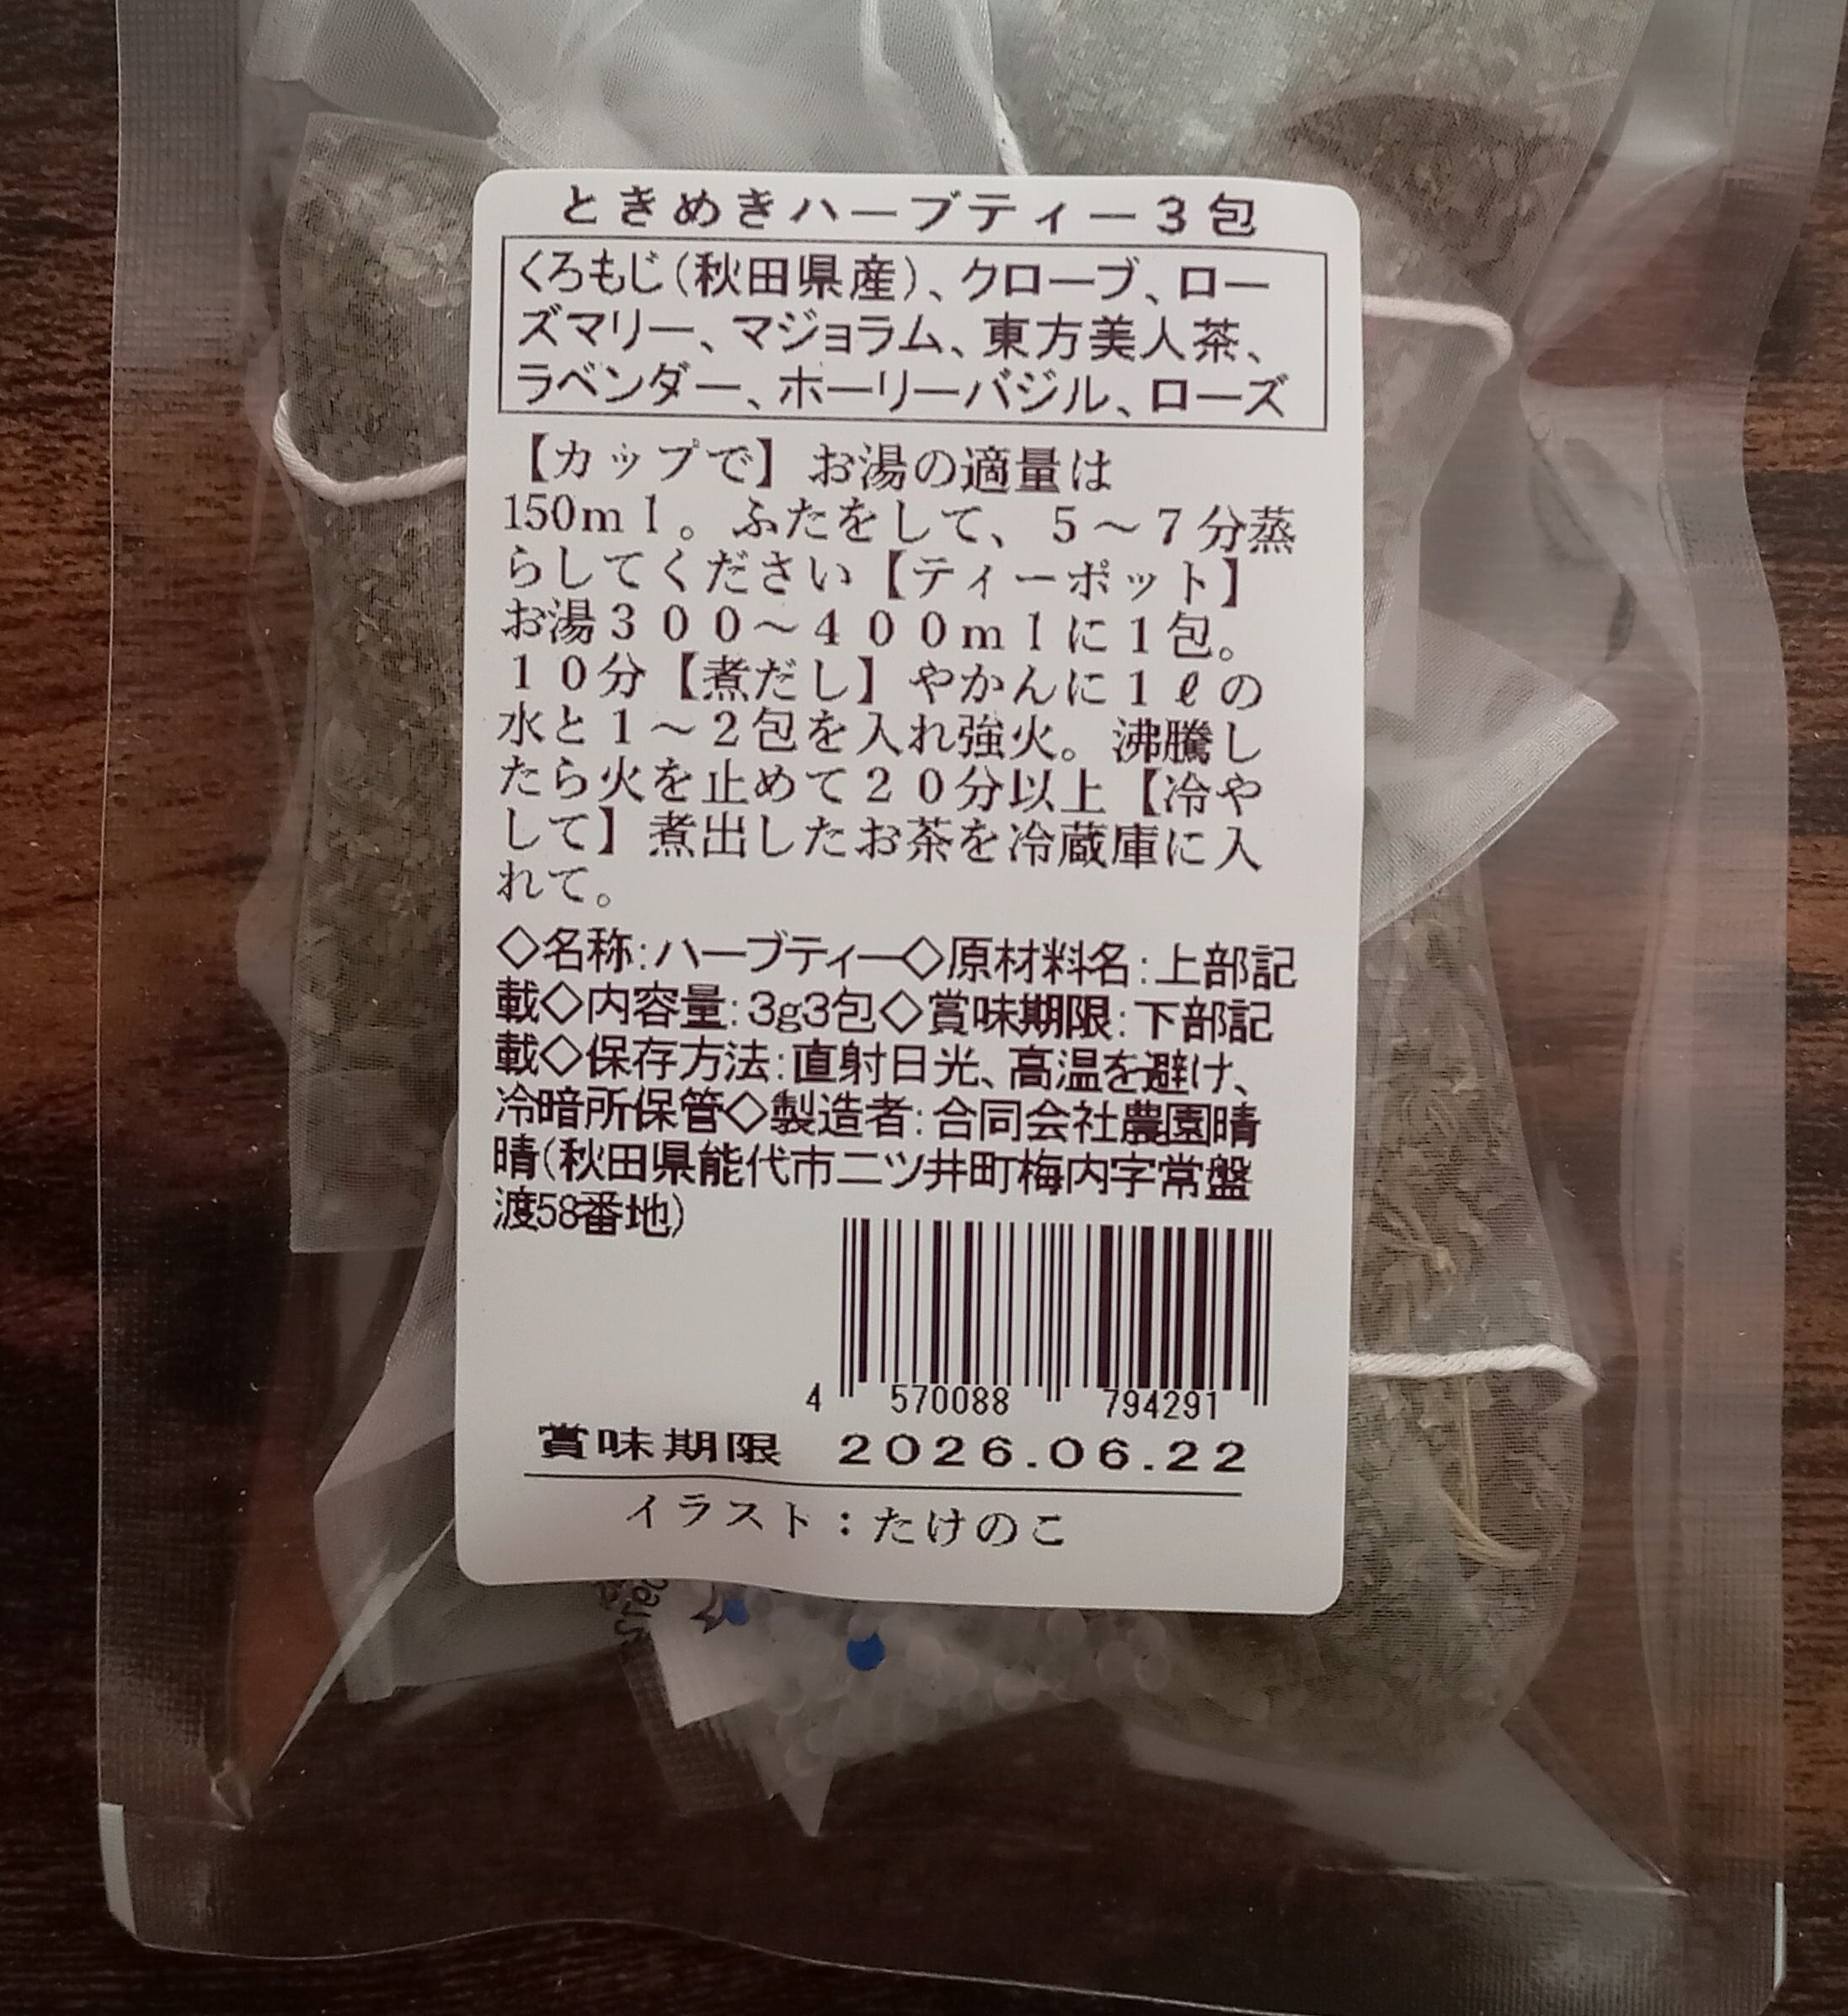 ときめきハーブティー３包
くろもじ(秋田県産)、クローブ、ロー
ズマリー、マジョラム、東方美人茶、
ラベンダー、ホーリーバジル、ローズ
【カップで】お湯の適量は
150ｍｌ。ふたをして、５～７分蒸
らしてください【ティーポット】
お湯３００～４００ｍｌに１包。
１０分【煮だし】やかんに１ℓの
水と１～２包を入れ強火。沸騰し
たら火を止めて２０分以上【冷や
して】煮出したお茶を冷蔵庫に入
れて。
◇名称:ハーブティー◇原材料名:上部記
載◇内容量:3g3包◇賞味期限:下部記
載◇保存方法:直射日光、高温を避け、
冷暗所保管◇製造者:合同会社農園晴
晴(秋田県能代市二ツ井町梅内字常盤
渡58番地)
4 570088 794291
賞味期限 2026.06.22
イラスト：たけのこ